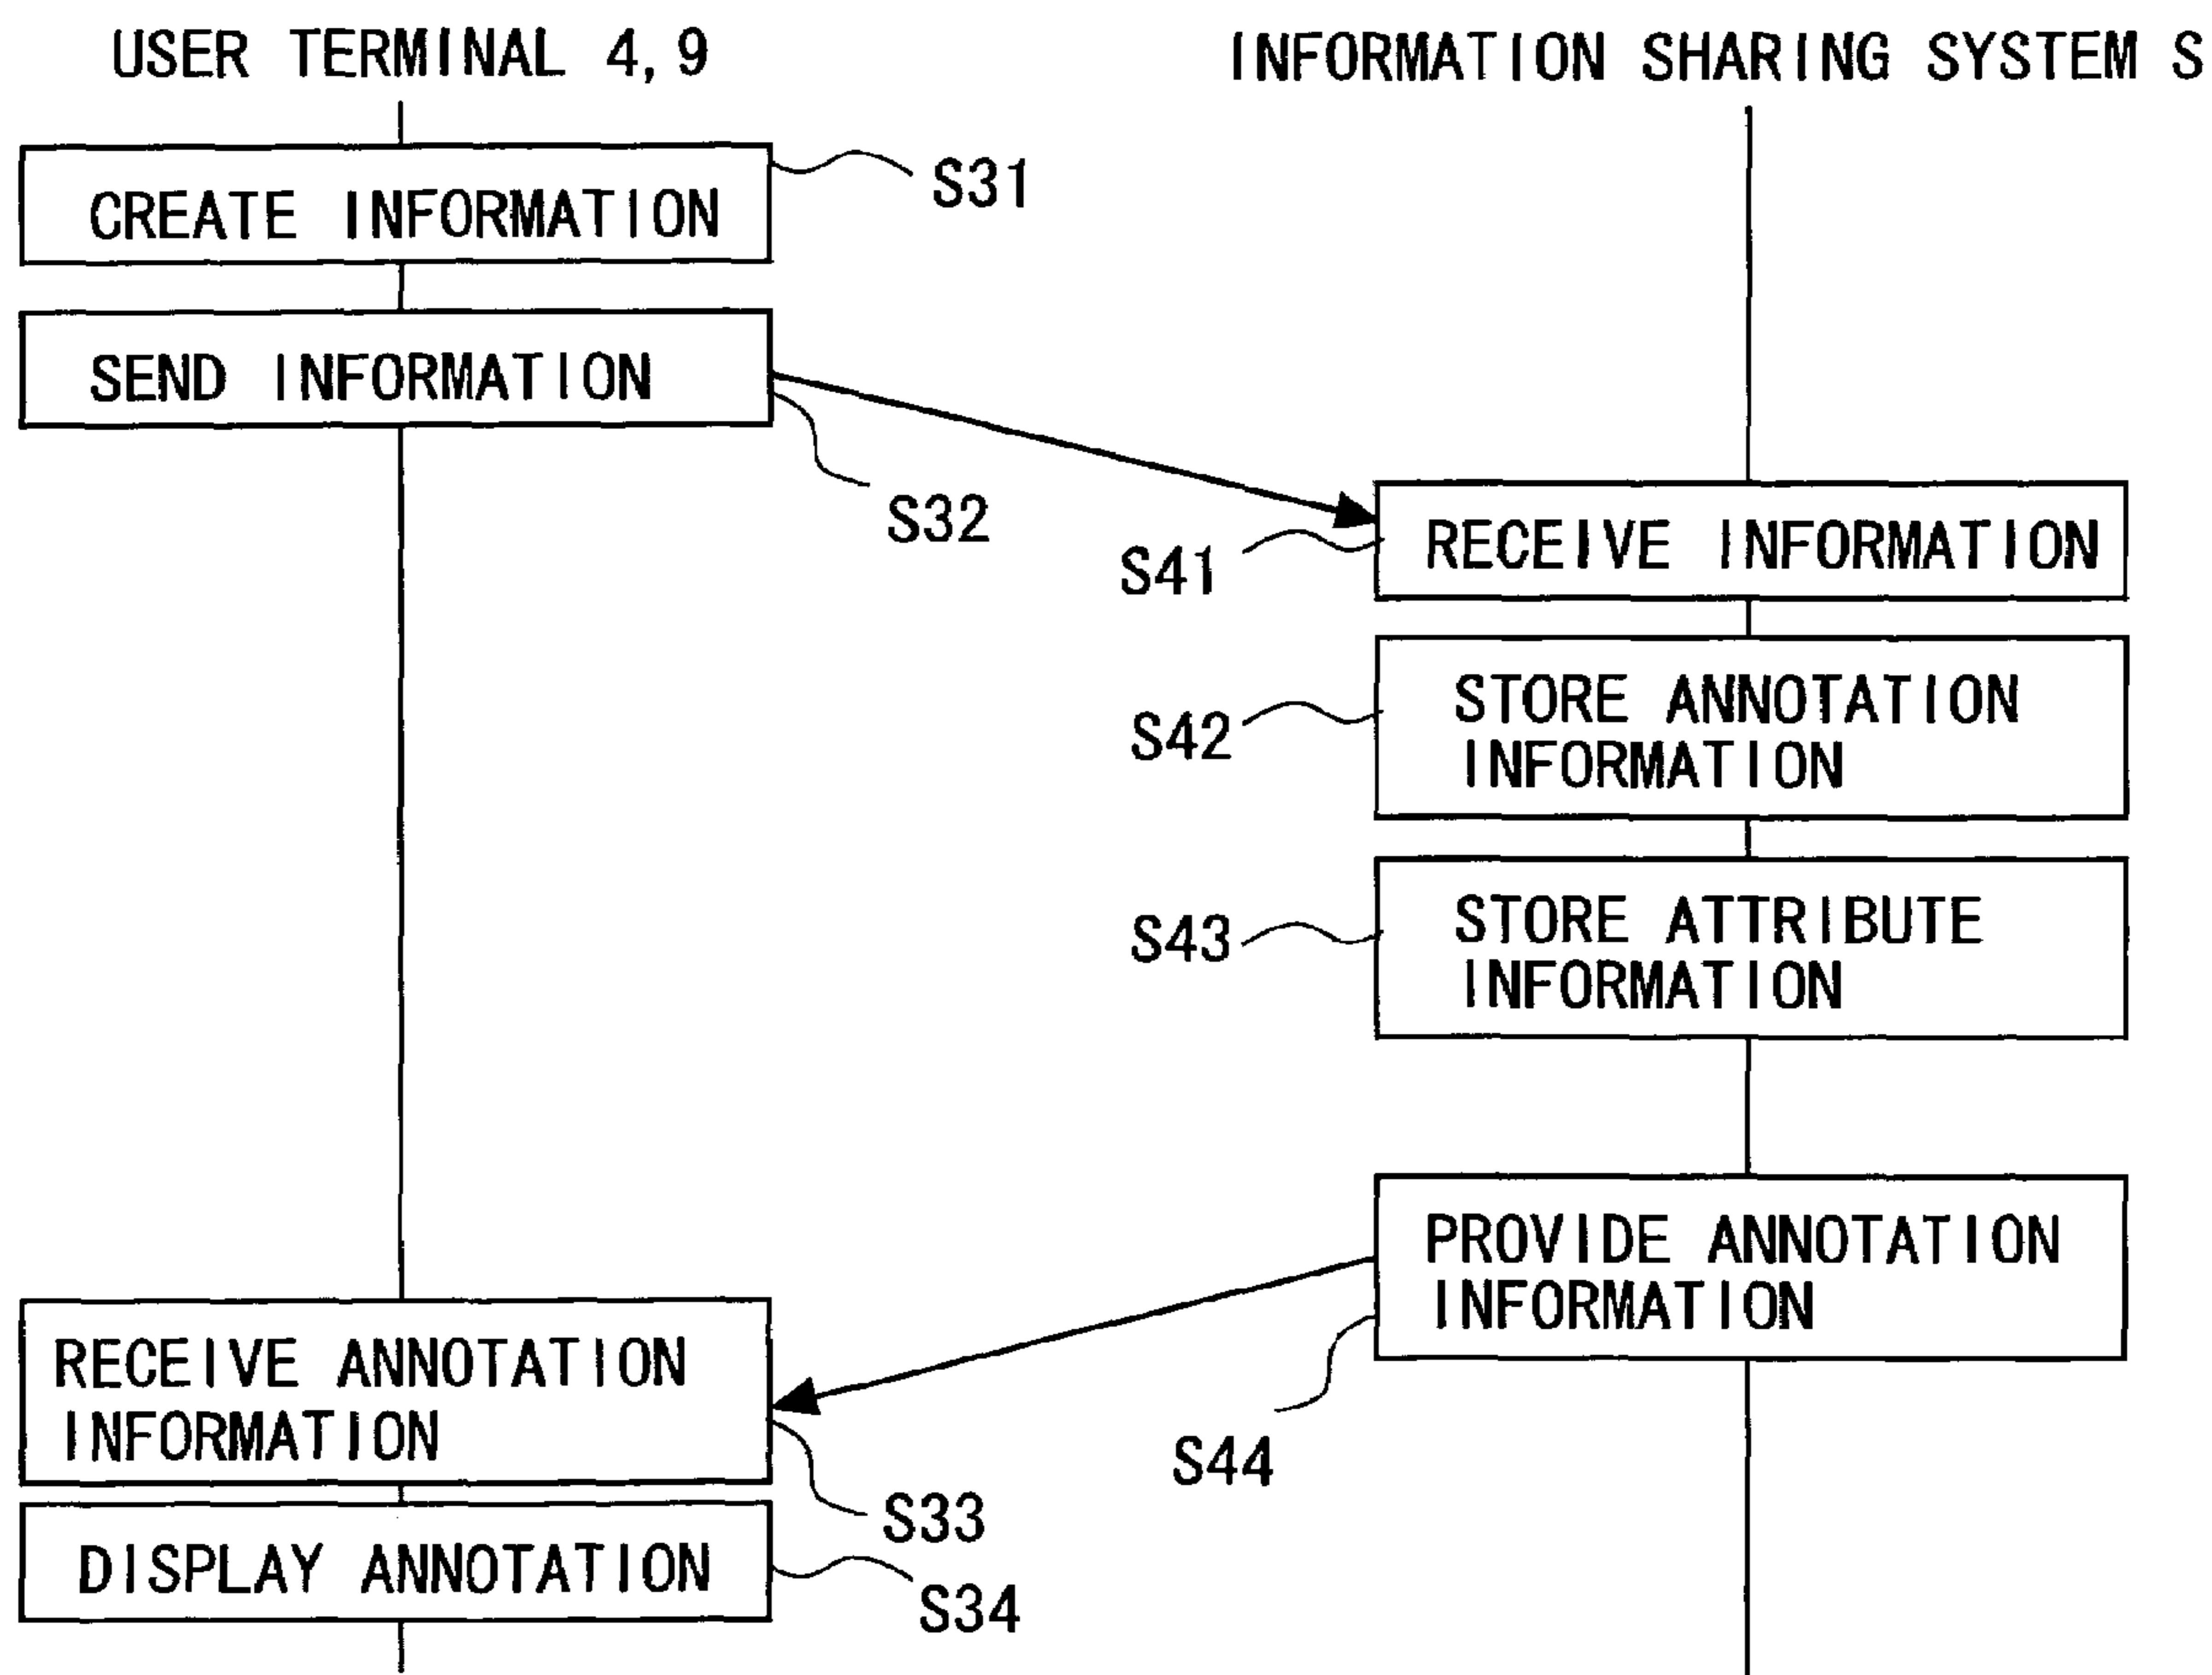 USER TERMINAL 4, 9
INFORMATION SHARING SYSTEM S
CREATE INFORMATION
S31
SEND INFORMATION
S32
S41
RECEIVE INFORMATION
S42
STORE ANNOTATION
INFORMATION
S43
STORE ATTRIBUTE
INFORMATION
PROVIDE ANNOTATION
INFORMATION
S44
RECEIVE ANNOTATION
INFORMATION
S33
DISPLAY ANNOTATION
S34